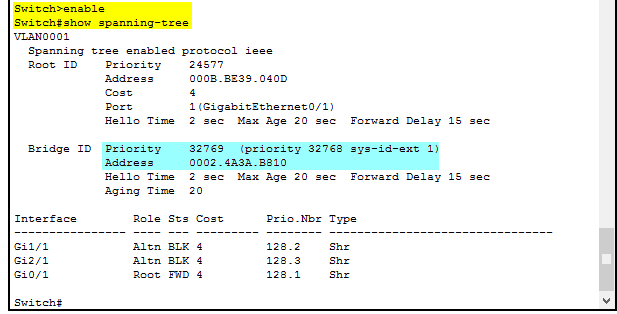 Switch>enable
Switch#show spanning-tree
VLAN0001
Spanning tree enabled protocol ieee
Root ID Priority 24577
Address 000B.BE39.040D
Cost 4
Port 1(GigabitEthernet0/1)
Hello Time 2 sec Max Age 20 sec Forward Delay 15 sec
Bridge ID Priority 32769 (priority 32768 sys-id-ext 1)
Address 0002.4A3A.B810
Hello Time 2 sec Max Age 20 sec Forward Delay 15 sec
Aging Time 20
Interface Role Sts Cost Prio.Nbr Type
---------------- ---- --- --------- -------- --------------------------------
Gi1/1 Altn BLK 4 128.2 Shr
Gi2/1 Altn BLK 4 128.3 Shr
Gi0/1 Root FWD 4 128.1 Shr
Switch#